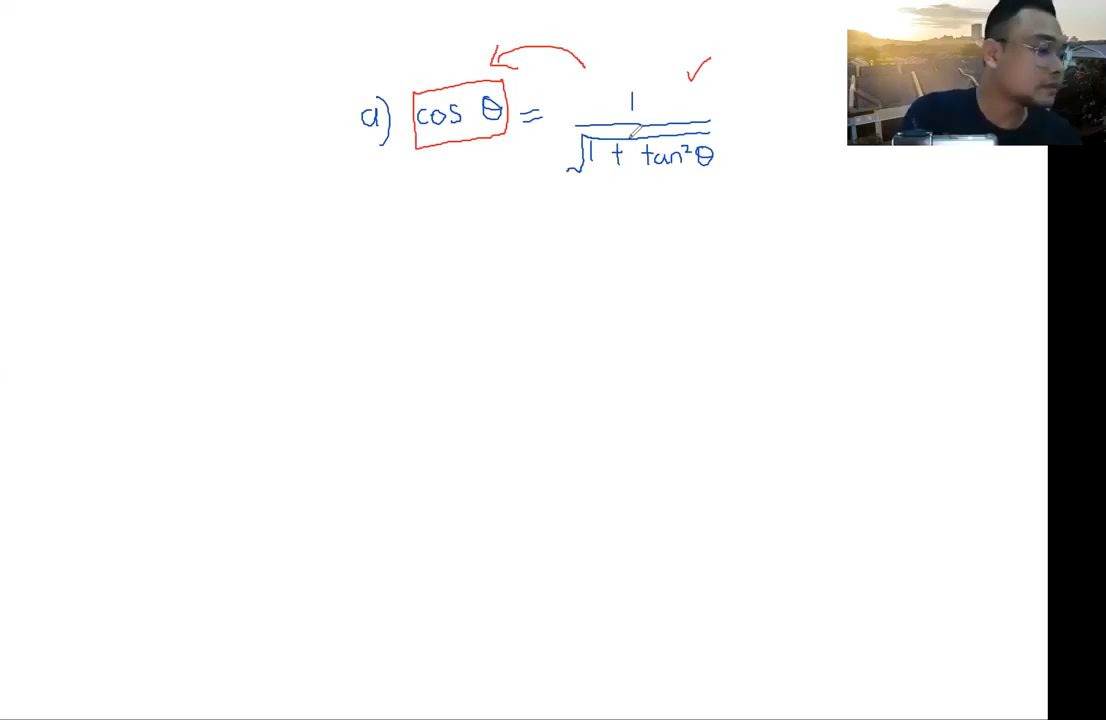 a) cos θ = 1 / √(1 + tan²θ)